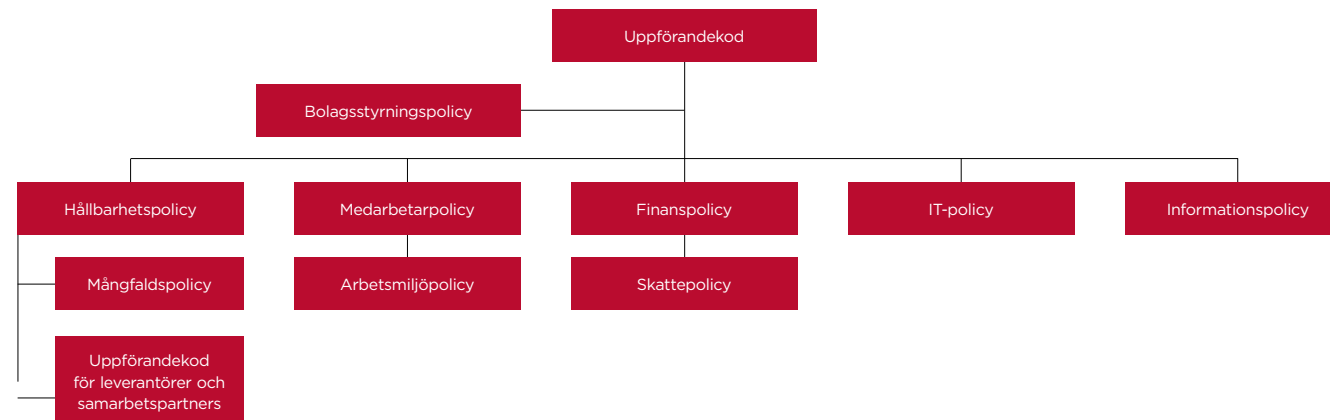 Uppförandekod
Bolagsstyrningspolicy
Hållbarhetspolicy
Medarbetarpolicy
Finanspolicy
IT-policy
Informationspolicy
Mångfaldspolicy
Arbetsmiljöpolicy
Skattepolicy
Uppförandekod
för leverantörer och
samarbetspartners